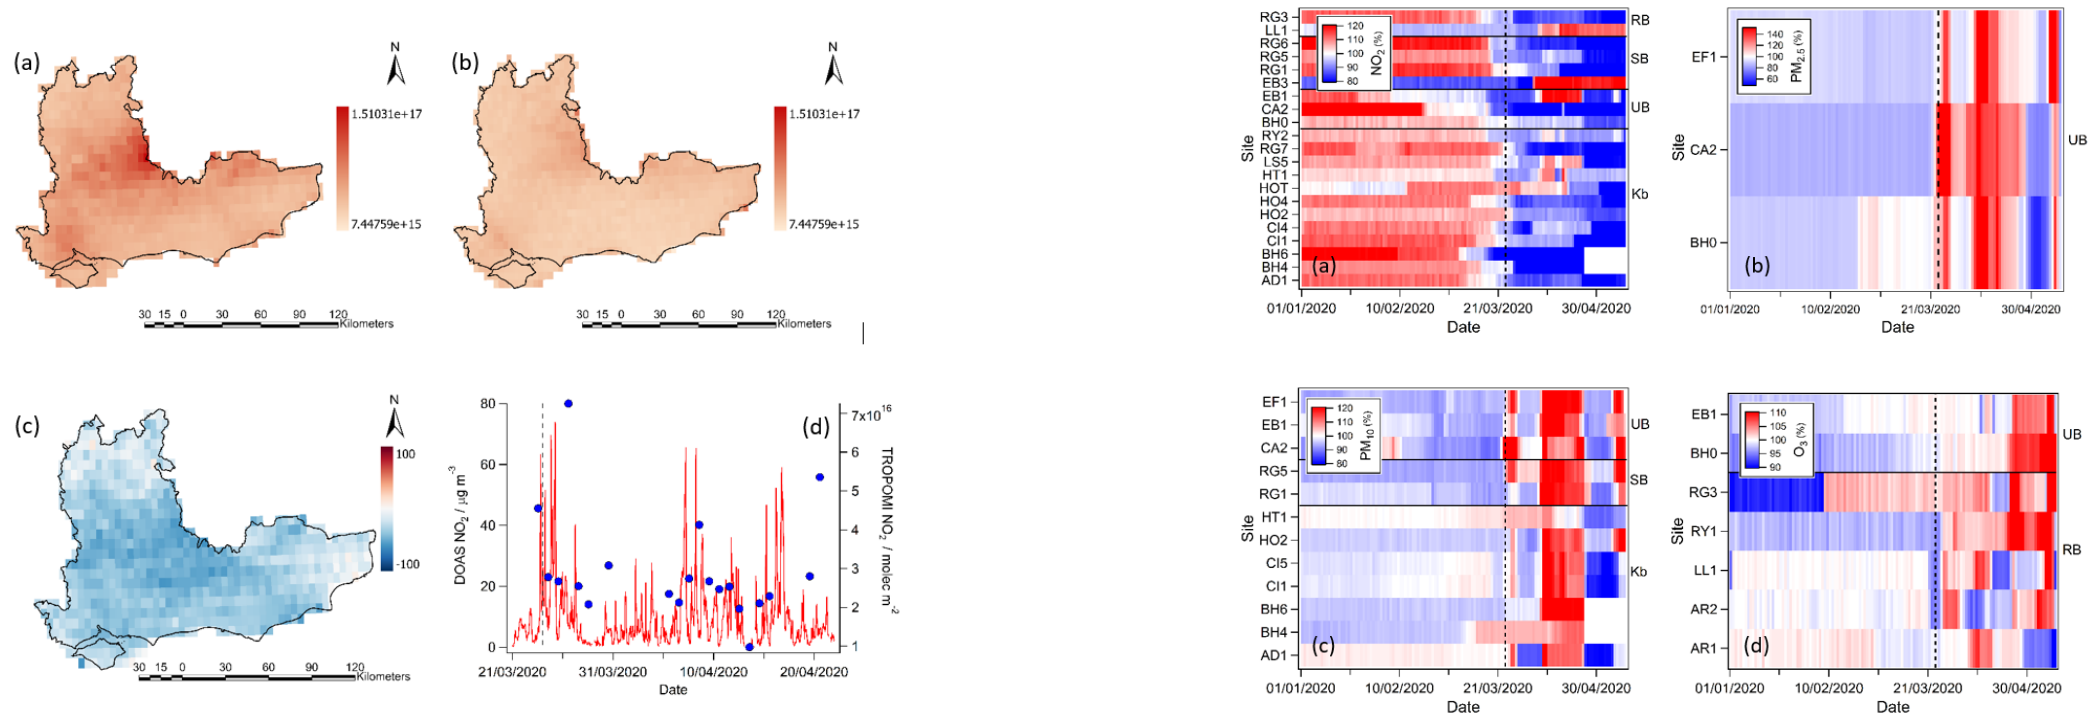 (a)
N
1.51031e+17
7.44759e+15
30 15 0 30 60 90 120
Kilometers
(b)
N
1.51031e+17
7.44759e+15
30 15 0 30 60 90 120
Kilometers
(c)
N
100
-100
30 15 0 30 60 90 120
Kilometers
(d)
80
60
40
20
0
DOAS NO2 / µg m-3
7x10^16
6
5
4
3
2
1
TROPOMI NO2 / molec m-2
21/03/2020 31/03/2020 10/04/2020 20/04/2020
Date
Site
RG3
LL1
RG6
RG5
RG1
EB3
EB1
CA2
BH0
RY2
RG7
LS5
HT1
HOT
HO4
HO2
CI4
CI1
BH6
BH4
AD1
120
110
100
90
80
NO2 (%)
RB
SB
UB
Kb
(a)
01/01/2020 10/02/2020 21/03/2020 30/04/2020
Date
Site
EF1
CA2
BH0
140
120
100
80
60
PM2.5 (%)
UB
(b)
01/01/2020 10/02/2020 21/03/2020 30/04/2020
Date
Site
EF1
EB1
CA2
RG5
RG1
HT1
HO2
CI5
CI1
BH6
BH4
AD1
120
110
100
90
80
PM10 (%)
UB
SB
Kb
(c)
01/01/2020 10/02/2020 21/03/2020 30/04/2020
Date
Site
EB1
BH0
RG3
RY1
LL1
AR2
AR1
110
105
100
95
90
O3 (%)
UB
RB
(d)
01/01/2020 10/02/2020 21/03/2020 30/04/2020
Date